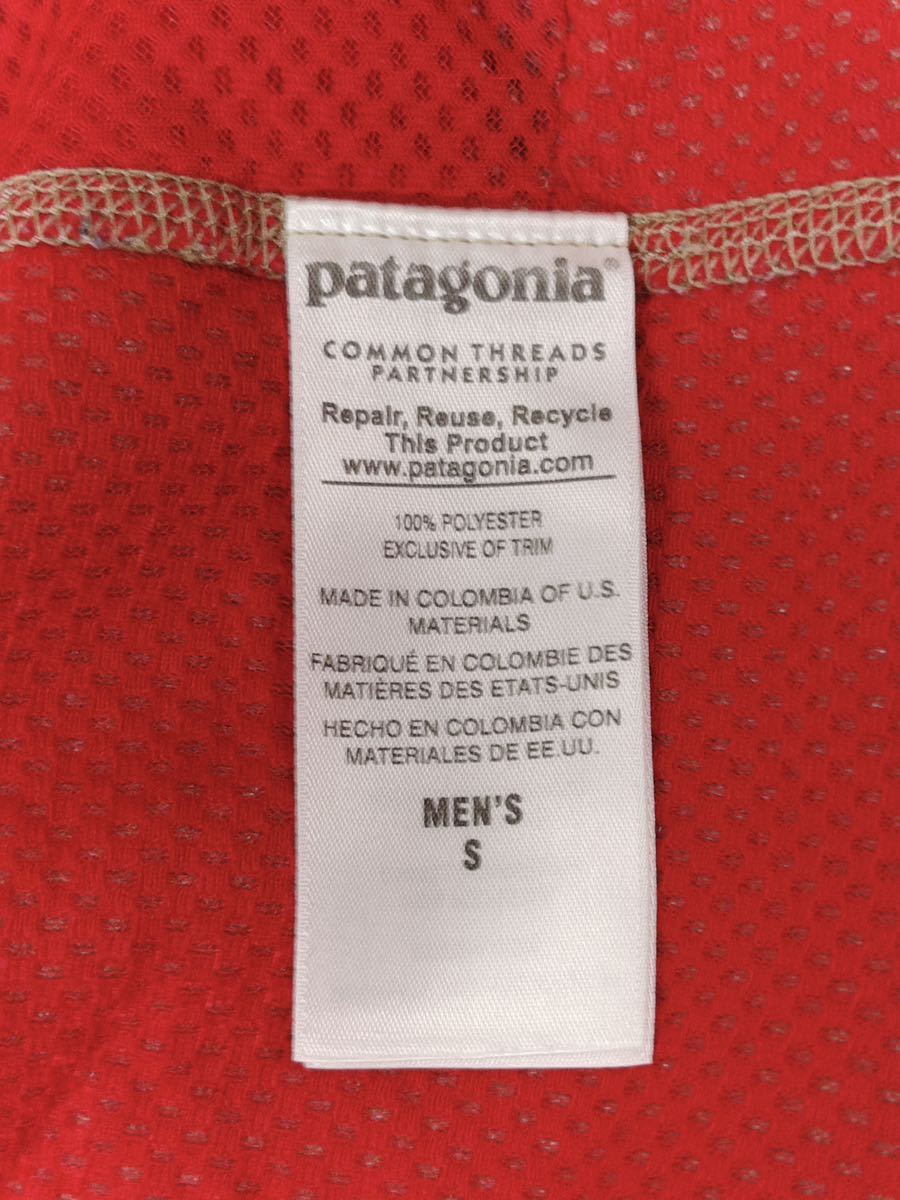 patagonia®
COMMON THREADS
PARTNERSHIP
Repair, Reuse, Recycle
This Product
www.patagonia.com
100% POLYESTER
EXCLUSIVE OF TRIM
MADE IN COLOMBIA OF U.S.
MATERIALS
FABRIQUÉ EN COLOMBIE DES
MATIÈRES DES ETATS-UNIS
HECHO EN COLOMBIA CON
MATERIALES DE EE UU.
MEN'S
S